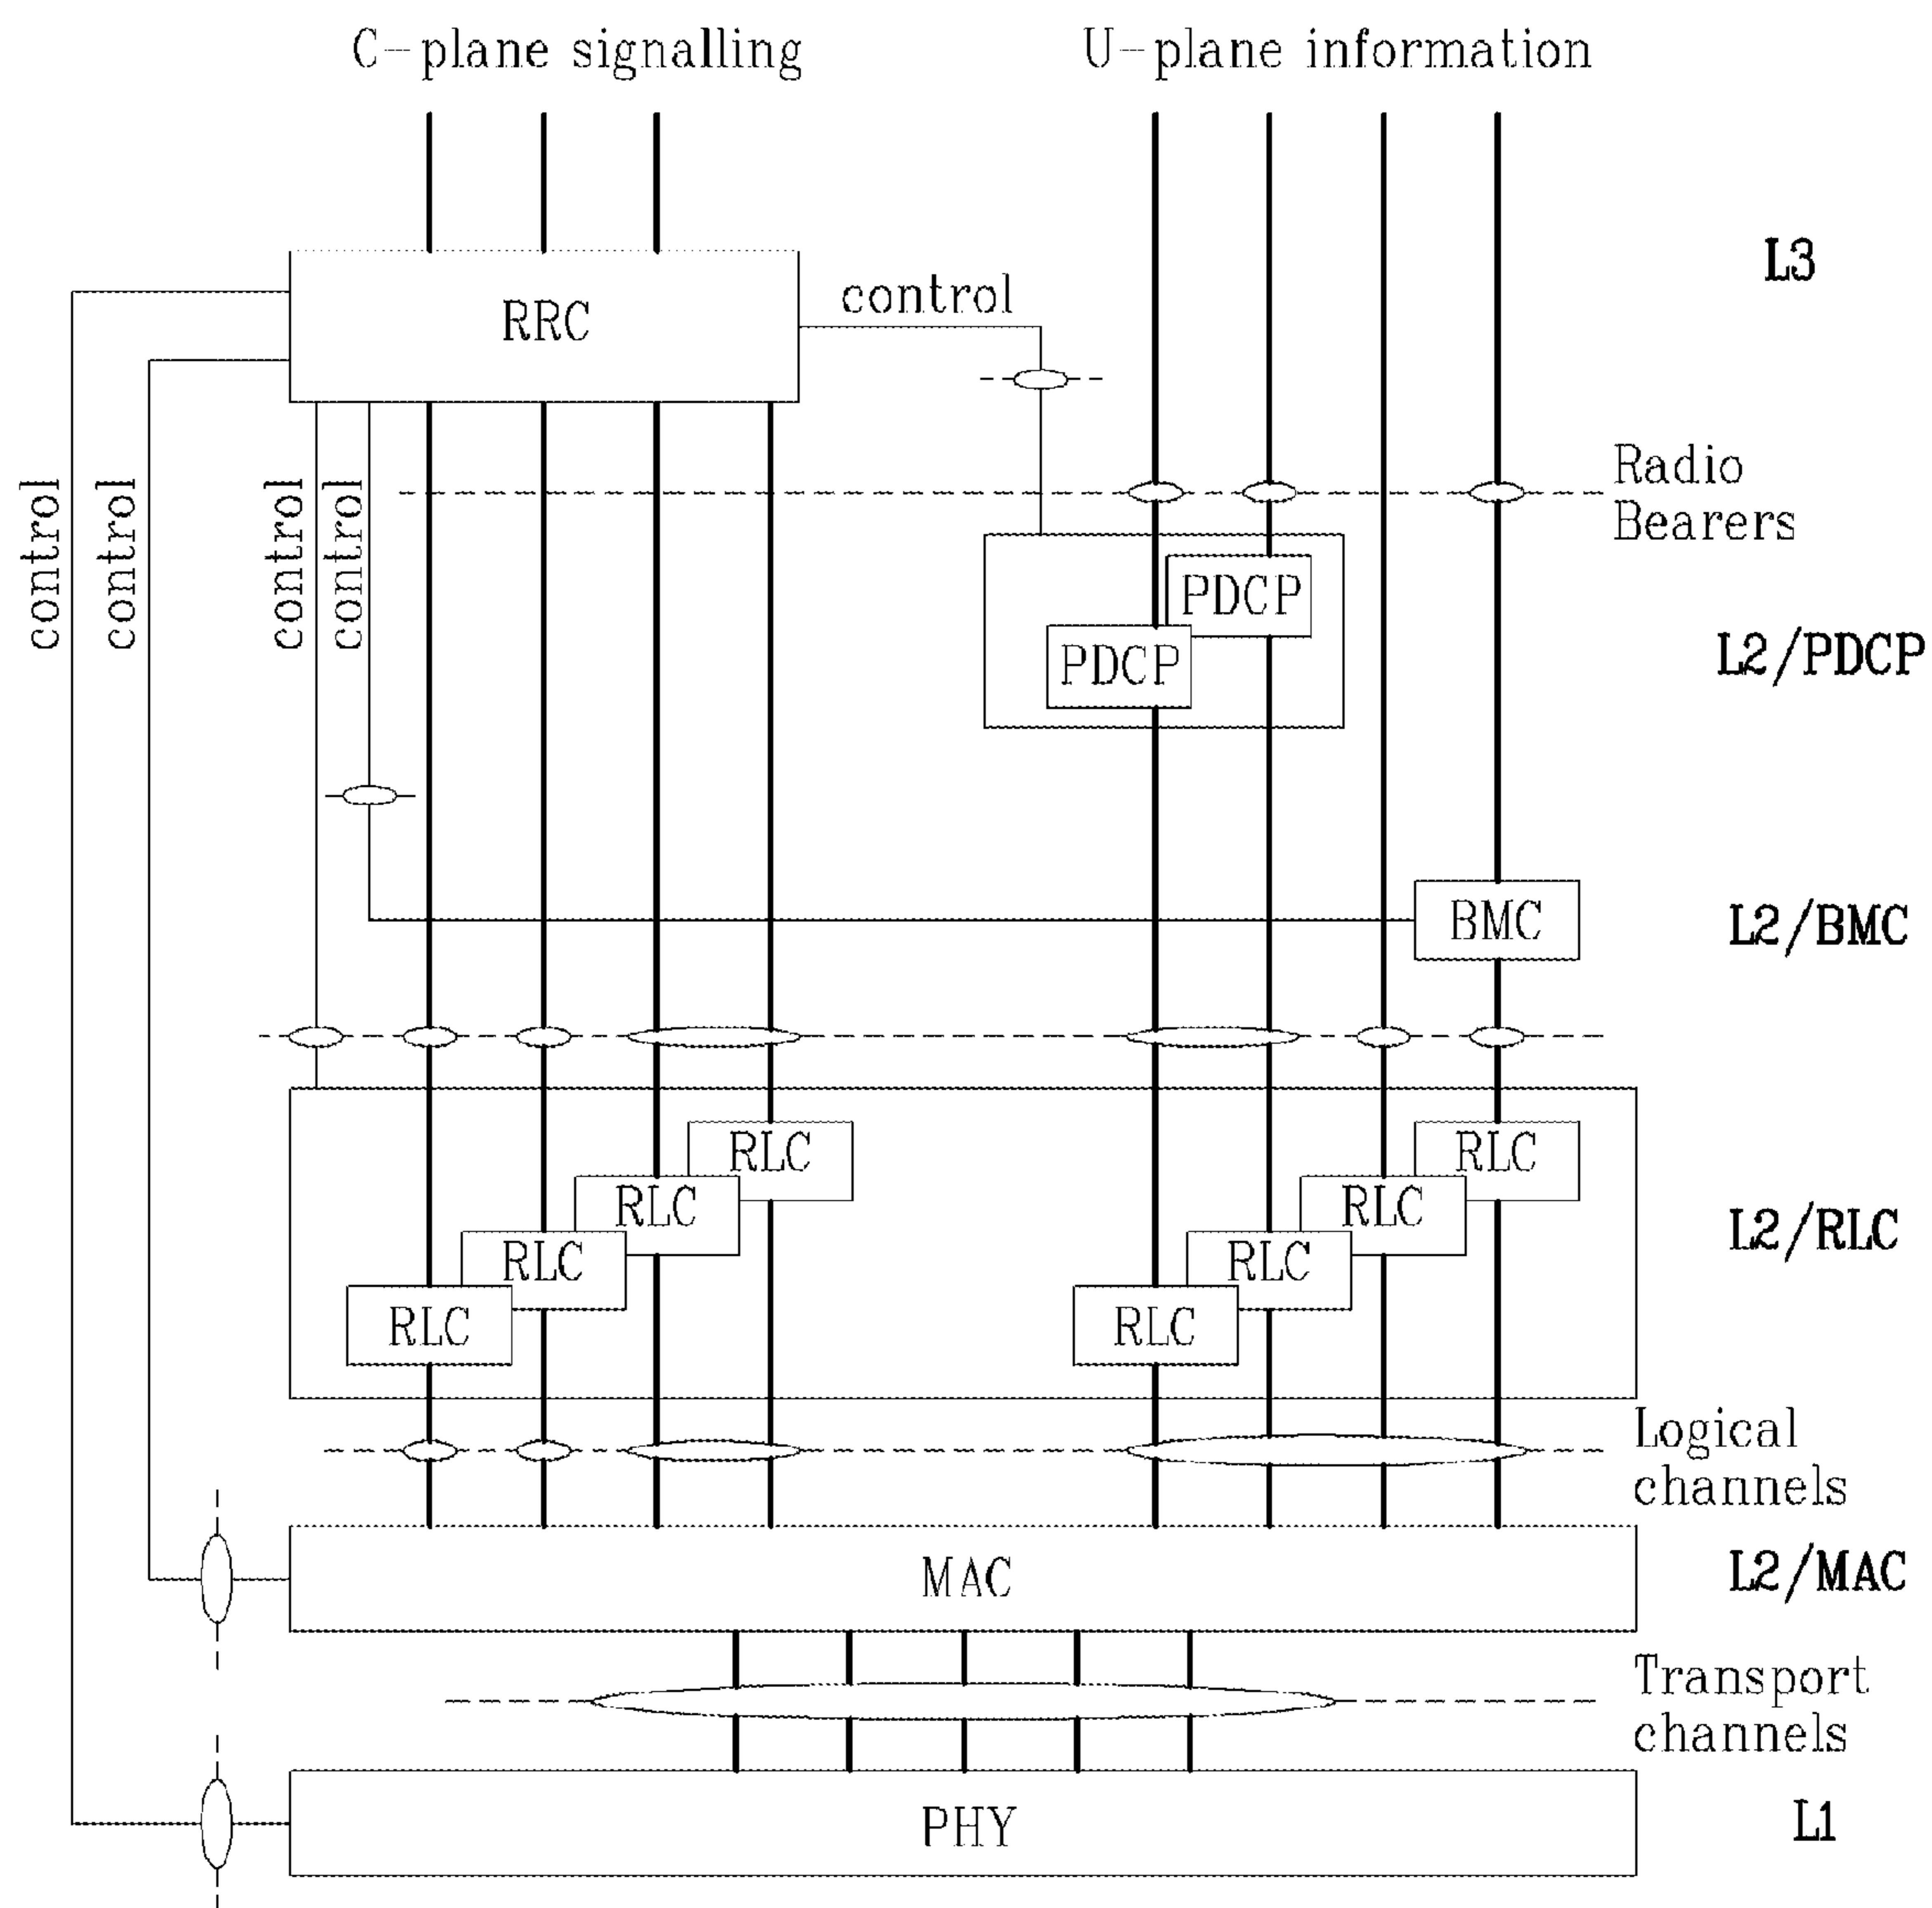 C-plane signalling
U-plane information
L3
RRC
control
control
control
control
control
Radio
Bearers
PDCP
PDCP
L2/PDCP
BMC
L2/BMC
RLC
RLC
RLC
RLC
RLC
RLC
RLC
RLC
L2/RLC
Logical
channels
MAC
L2/MAC
Transport
channels
PHY
L1